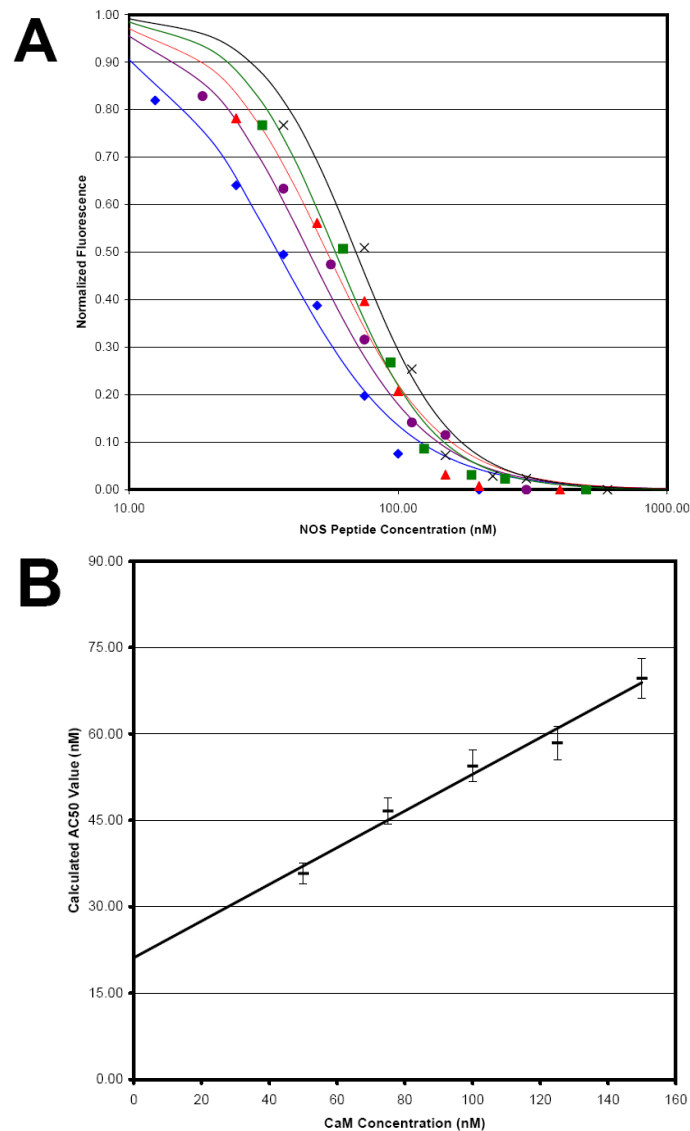 A
1.00
0.90
0.80
0.70
0.60
0.50
0.40
0.30
0.20
0.10
0.00
Normalized Fluorescence
10.00 100.00 1000.00
NOS Peptide Concentration (nM)
B
90.00
75.00
60.00
45.00
30.00
15.00
0.00
Calculated AC50 Value (nM)
0 20 40 60 80 100 120 140 160
CaM Concentration (nM)